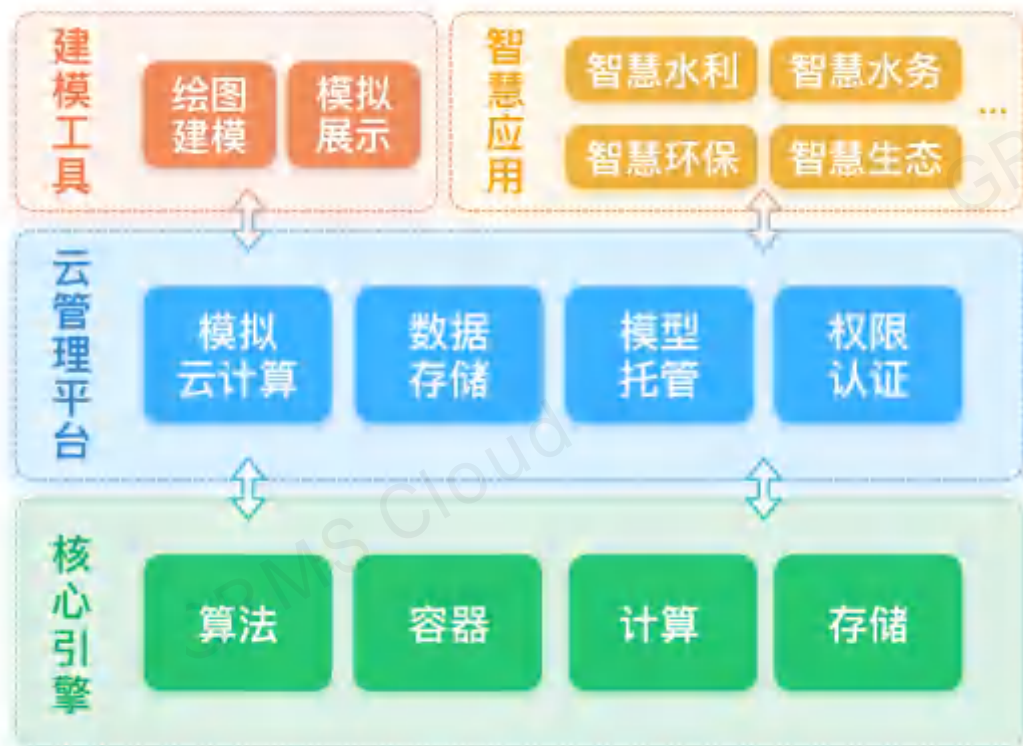 建模工具
绘图
建模
模拟
展示
智慧应用
智慧水利
智慧水务
智慧环保
智慧生态
...
云管理平台
模拟
云计算
数据
存储
模型
托管
权限
认证
核心引擎
算法
容器
计算
存储
GRMS Cloud